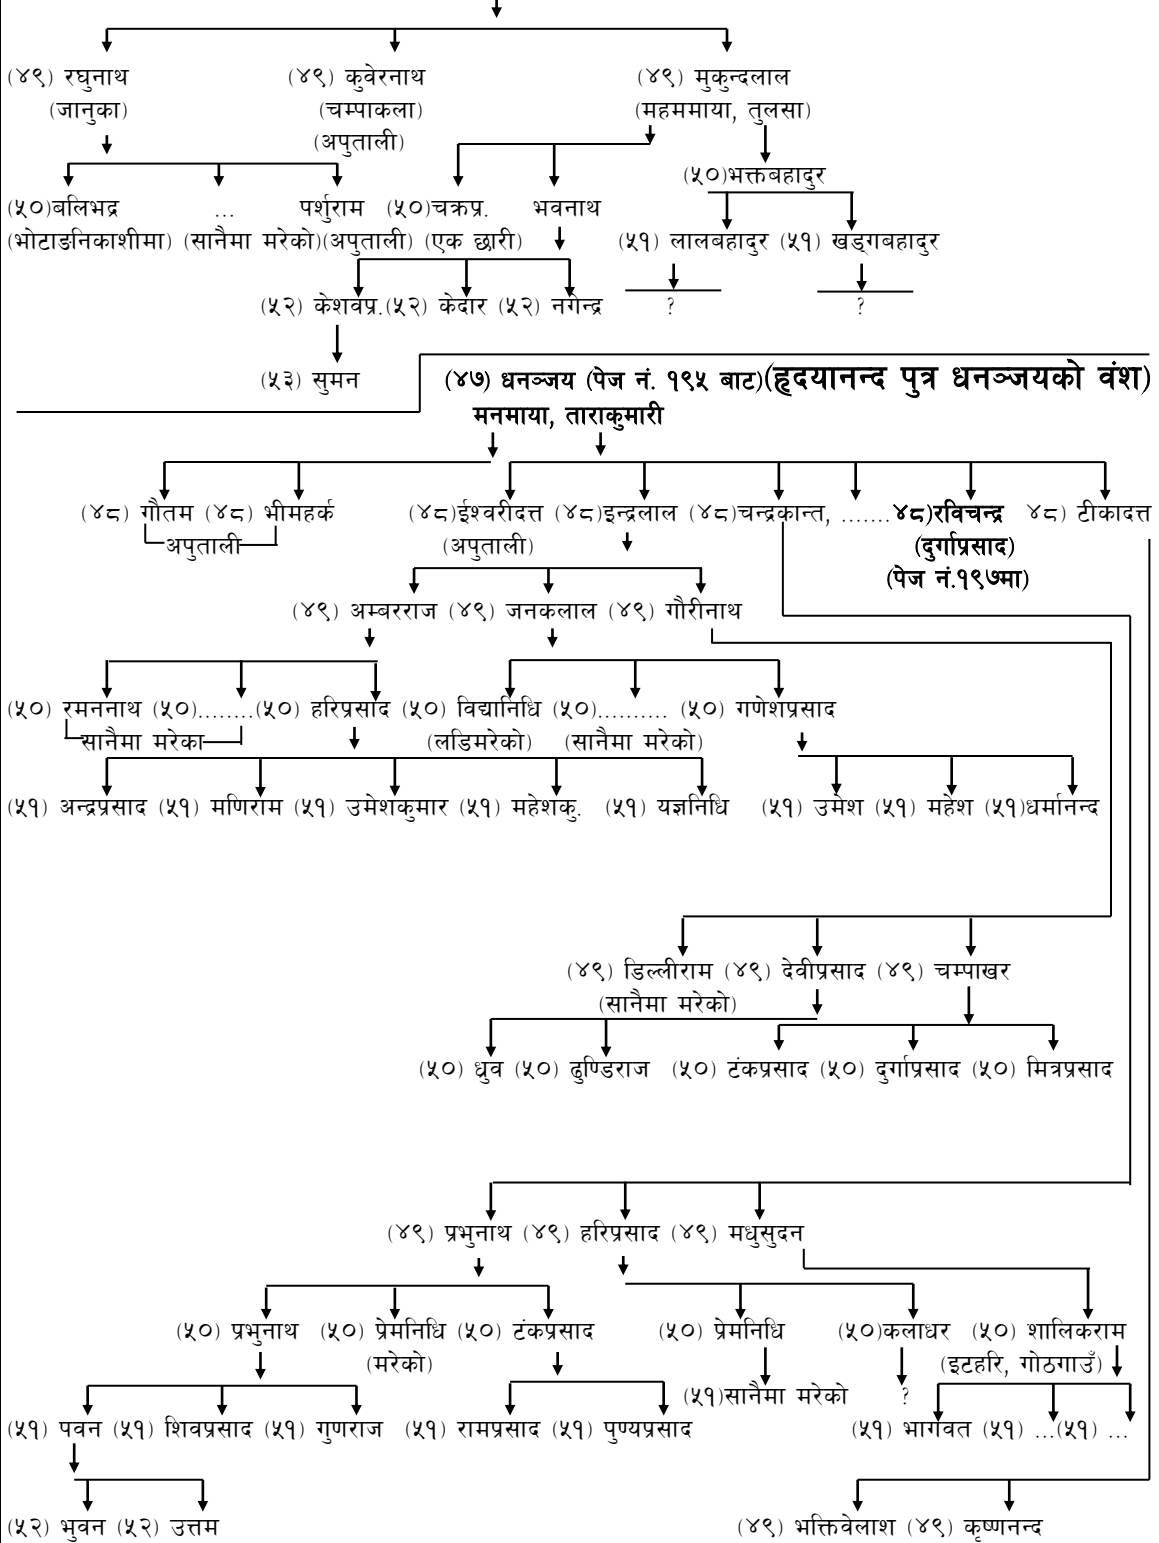 (४९) रघुनाथ (४९) कुवेरनाथ (४९) मुकुन्दलाल
(जानुका) (चम्पाकला) (महममाया, तुलसा)
(अपुताली)
(५०)भक्तबहादुर
(५०)बलिभद्र ... पर्शुराम (५०)चक्रप्र. भवनाथ
(भोटाङनिकाशीमा) (सानैमा मरेको)(अपुताली) (एक छारी) (५१) लालबहादुर (५१) खड्गबहादुर
(५२) केशवप्र.(५२) केदार (५२) नगेन्द्र ? ?
(५३) सुमन (४७) धनञ्जय (पेज नं. १९५ बाट)(हृदयानन्द पुत्र धनञ्जयको वंश)
मनमाया, ताराकुमारी
(४८) गौतम (४८) भीमहर्क (४८)ईश्वरीदत्त (४८)इन्द्रलाल (४८)चन्द्रकान्त, .......४८)रविचन्द्र ४८) टीकादत्त
अपुताली (अपुताली) (दुर्गाप्रसाद)
(पेज नं.१९७मा)
(४९) अम्बरराज (४९) जनकलाल (४९) गौरीनाथ
(५०) रमननाथ (५०)........(५०) हरिप्रसाद (५०) विद्यानिधि (५०).......... (५०) गणेशप्रसाद
सानैमा मरेका (लडिमरेको) (सानैमा मरेको)
(५१) अन्द्रप्रसाद (५१) मणिराम (५१) उमेशकुमार (५१) महेशकु. (५१) यज्ञनिधि (५१) उमेश (५१) महेश (५१)धर्मानन्द
(४९) डिल्लीराम (४९) देवीप्रसाद (४९) चम्पाखर
(सानैमा मरेको)
(५०) ध्रुव (५०) ढुण्डिराज (५०) टंकप्रसाद (५०) दुर्गाप्रसाद (५०) मित्रप्रसाद
(४९) प्रभुनाथ (४९) हरिप्रसाद (४९) मधुसुदन
(५०) प्रभुनाथ (५०) प्रेमनिधि (५०) टंकप्रसाद (५०) प्रेमनिधि (५०)कलाधर (५०) शालिकराम
(मरेको) (इटहरि, गोठगाउँ)
(५१)सानैमा मरेको ?
(५१) पवन (५१) शिवप्रसाद (५१) गुणराज (५१) रामप्रसाद (५१) पुण्यप्रसाद (५१) भागवत (५१) ...(५१) ...
(५२) भुवन (५२) उत्तम (४९) भक्तिवेलाश (४९) कृष्णनन्द